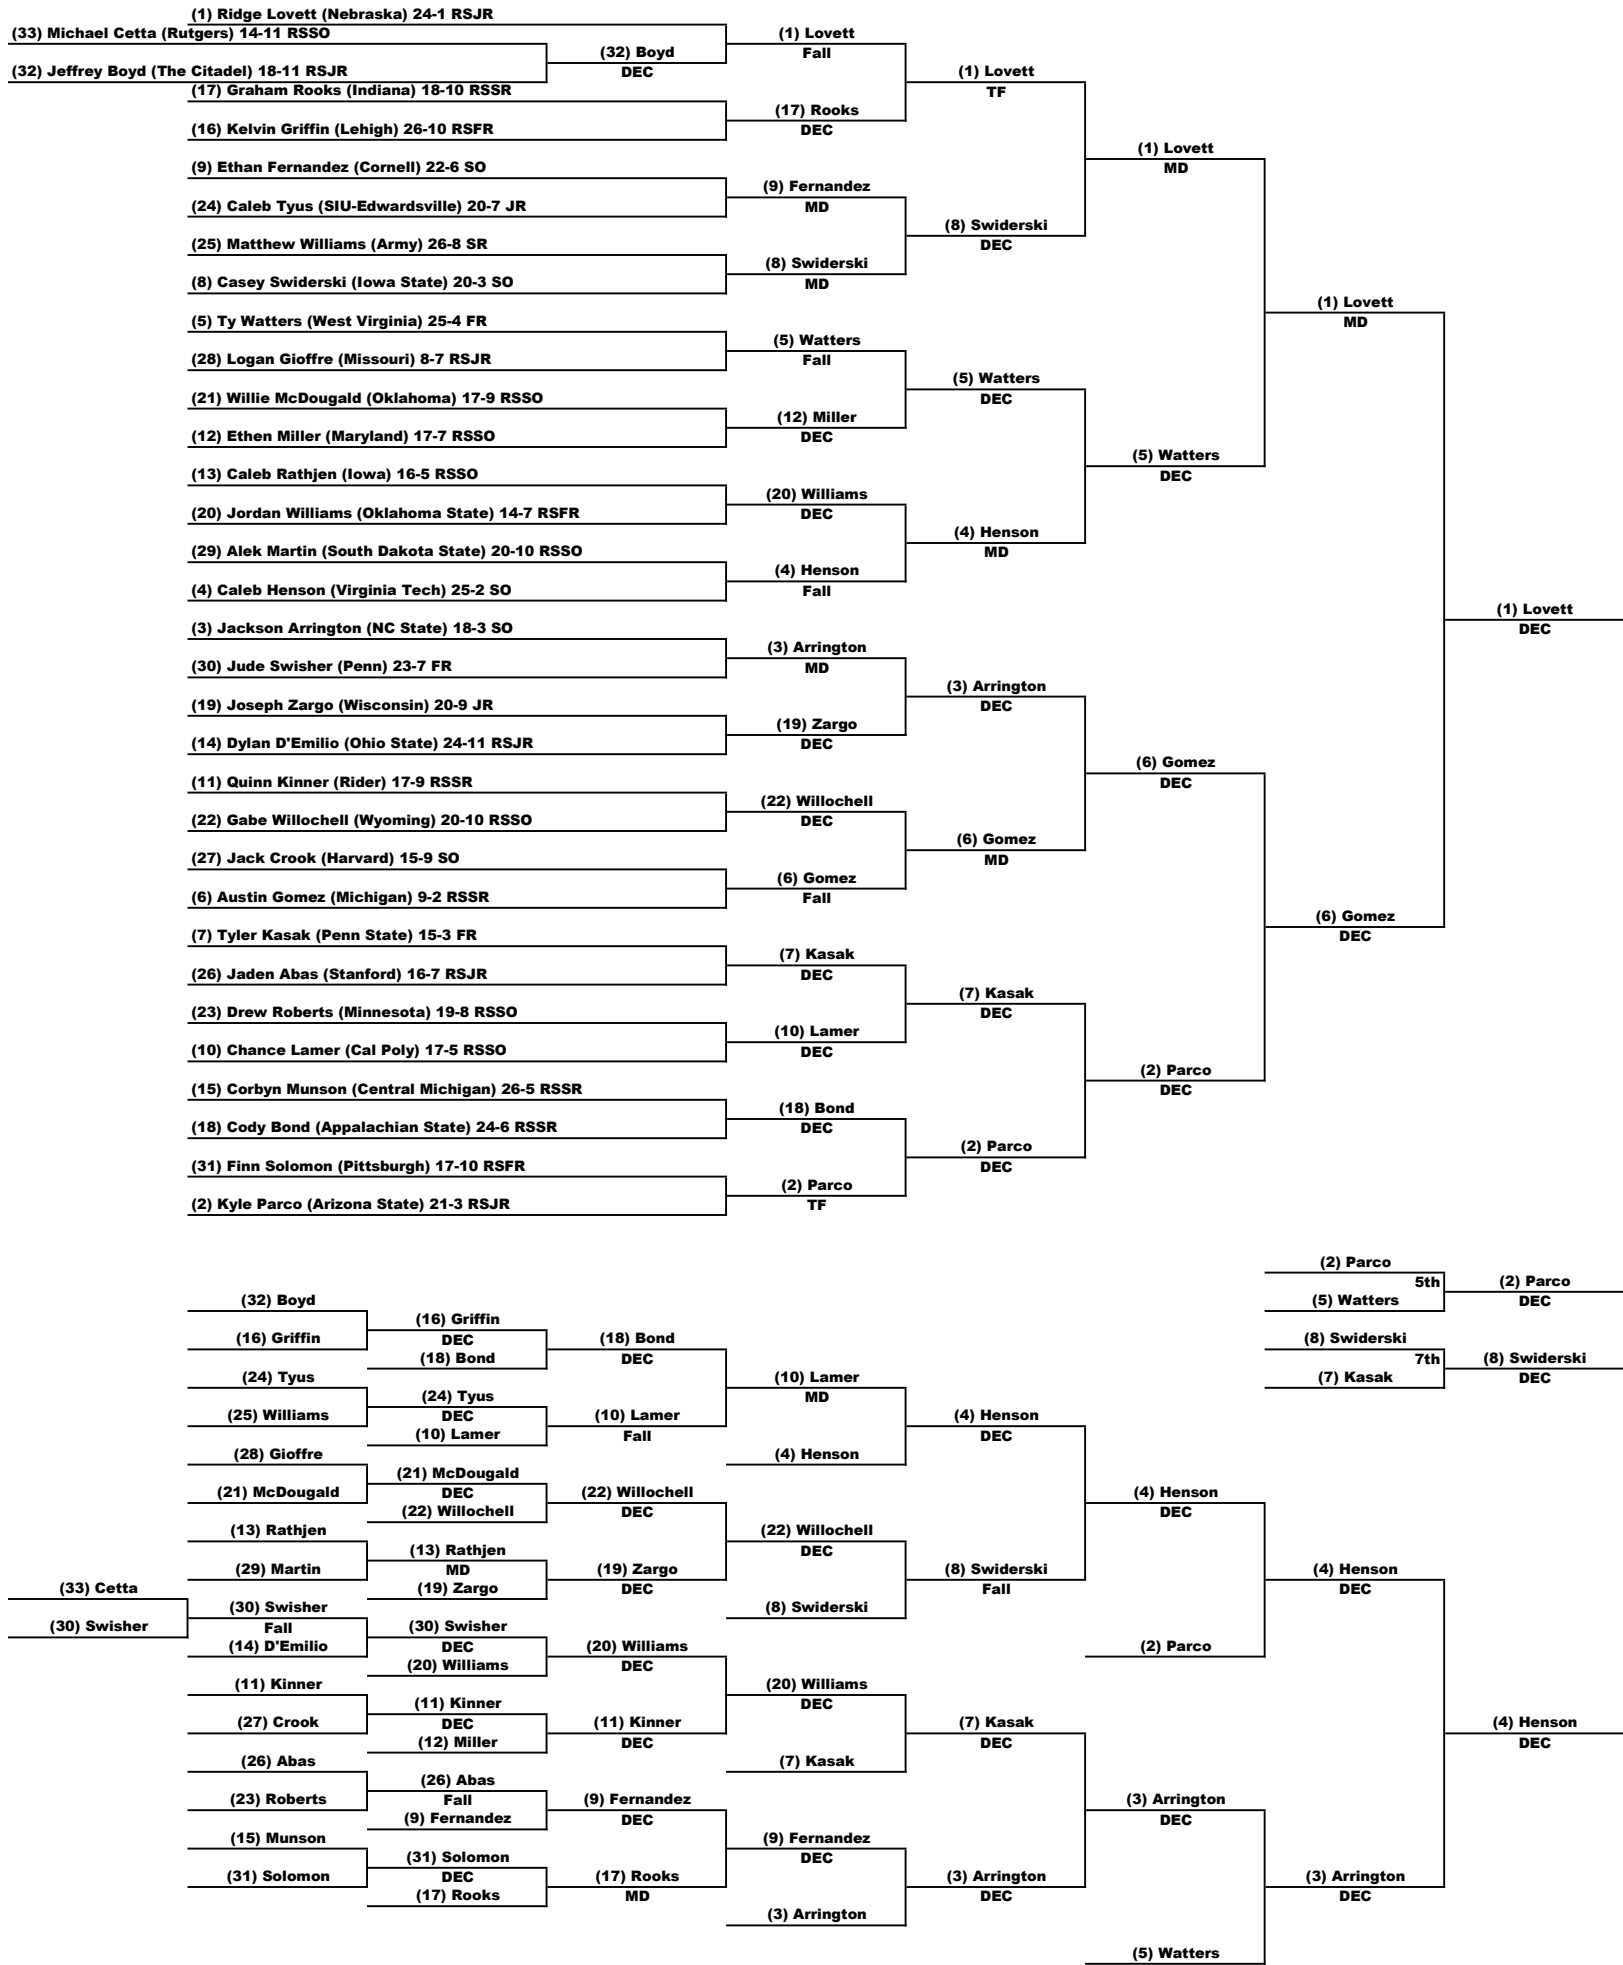 (1) Ridge Lovett (Nebraska) 24-1 RSJR
(33) Michael Cetta (Rutgers) 14-11 RSSO
(1) Lovett
(32) Boyd
Fall
DEC
(32) Jeffrey Boyd (The Citadel) 18-11 RSJR
(1) Lovett
TF
(17) Graham Rooks (Indiana) 18-10 RSSR
(17) Rooks
DEC
(16) Kelvin Griffin (Lehigh) 26-10 RSFR
(1) Lovett
MD
(9) Ethan Fernandez (Cornell) 22-6 SO
(9) Fernandez
MD
(24) Caleb Tyus (SIU-Edwardsville) 20-7 JR
(8) Swiderski
DEC
(25) Matthew Williams (Army) 26-8 SR
(8) Swiderski
MD
(8) Casey Swiderski (Iowa State) 20-3 SO
(1) Lovett
MD
(5) Ty Watters (West Virginia) 25-4 FR
(5) Watters
Fall
(28) Logan Gioffre (Missouri) 8-7 RSJR
(5) Watters
DEC
(21) Willie McDougald (Oklahoma) 17-9 RSSO
(12) Miller
DEC
(12) Ethen Miller (Maryland) 17-7 RSSO
(5) Watters
DEC
(13) Caleb Rathjen (Iowa) 16-5 RSSO
(20) Williams
DEC
(20) Jordan Williams (Oklahoma State) 14-7 RSFR
(4) Henson
MD
(29) Alek Martin (South Dakota State) 20-10 RSSO
(4) Henson
Fall
(4) Caleb Henson (Virginia Tech) 25-2 SO
(1) Lovett
DEC
(3) Jackson Arrington (NC State) 18-3 SO
(3) Arrington
MD
(30) Jude Swisher (Penn) 23-7 FR
(3) Arrington
DEC
(19) Joseph Zargo (Wisconsin) 20-9 JR
(19) Zargo
DEC
(14) Dylan D'Emilio (Ohio State) 24-11 RSJR
(6) Gomez
DEC
(11) Quinn Kinner (Rider) 17-9 RSSR
(22) Willochell
DEC
(22) Gabe Willochell (Wyoming) 20-10 RSSO
(6) Gomez
MD
(27) Jack Crook (Harvard) 15-9 SO
(6) Gomez
Fall
(6) Austin Gomez (Michigan) 9-2 RSSR
(6) Gomez
DEC
(7) Tyler Kasak (Penn State) 15-3 FR
(7) Kasak
DEC
(26) Jaden Abas (Stanford) 16-7 RSJR
(7) Kasak
DEC
(23) Drew Roberts (Minnesota) 19-8 RSSO
(10) Lamer
DEC
(10) Chance Lamer (Cal Poly) 17-5 RSSO
(2) Parco
DEC
(15) Corbyn Munson (Central Michigan) 26-5 RSSR
(18) Bond
DEC
(18) Cody Bond (Appalachian State) 24-6 RSSR
(2) Parco
DEC
(31) Finn Solomon (Pittsburgh) 17-10 RSFR
(2) Parco
TF
(2) Kyle Parco (Arizona State) 21-3 RSJR
(2) Parco
5th
(2) Parco
DEC
(5) Watters
(8) Swiderski
7th
(8) Swiderski
DEC
(7) Kasak
(32) Boyd
(16) Griffin
DEC
(16) Griffin
(18) Bond
DEC
(18) Bond
(24) Tyus
(10) Lamer
MD
(24) Tyus
DEC
(25) Williams
(10) Lamer
Fall
(4) Henson
DEC
(10) Lamer
(28) Gioffre
(4) Henson
(21) McDougald
DEC
(21) McDougald
(22) Willochell
DEC
(4) Henson
DEC
(22) Willochell
(13) Rathjen
(22) Willochell
DEC
(13) Rathjen
MD
(29) Martin
(19) Zargo
DEC
(8) Swiderski
Fall
(4) Henson
DEC
(33) Cetta
(19) Zargo
(30) Swisher
Fall
(8) Swiderski
(30) Swisher
(30) Swisher
DEC
(14) D'Emilio
(20) Williams
DEC
(2) Parco
(20) Williams
(11) Kinner
(20) Williams
DEC
(11) Kinner
DEC
(27) Crook
(11) Kinner
DEC
(7) Kasak
DEC
(4) Henson
DEC
(12) Miller
(26) Abas
(7) Kasak
(26) Abas
Fall
(23) Roberts
(9) Fernandez
DEC
(3) Arrington
DEC
(9) Fernandez
(15) Munson
(9) Fernandez
DEC
(31) Solomon
DEC
(31) Solomon
(17) Rooks
MD
(3) Arrington
DEC
(3) Arrington
DEC
(17) Rooks
(3) Arrington
(5) Watters